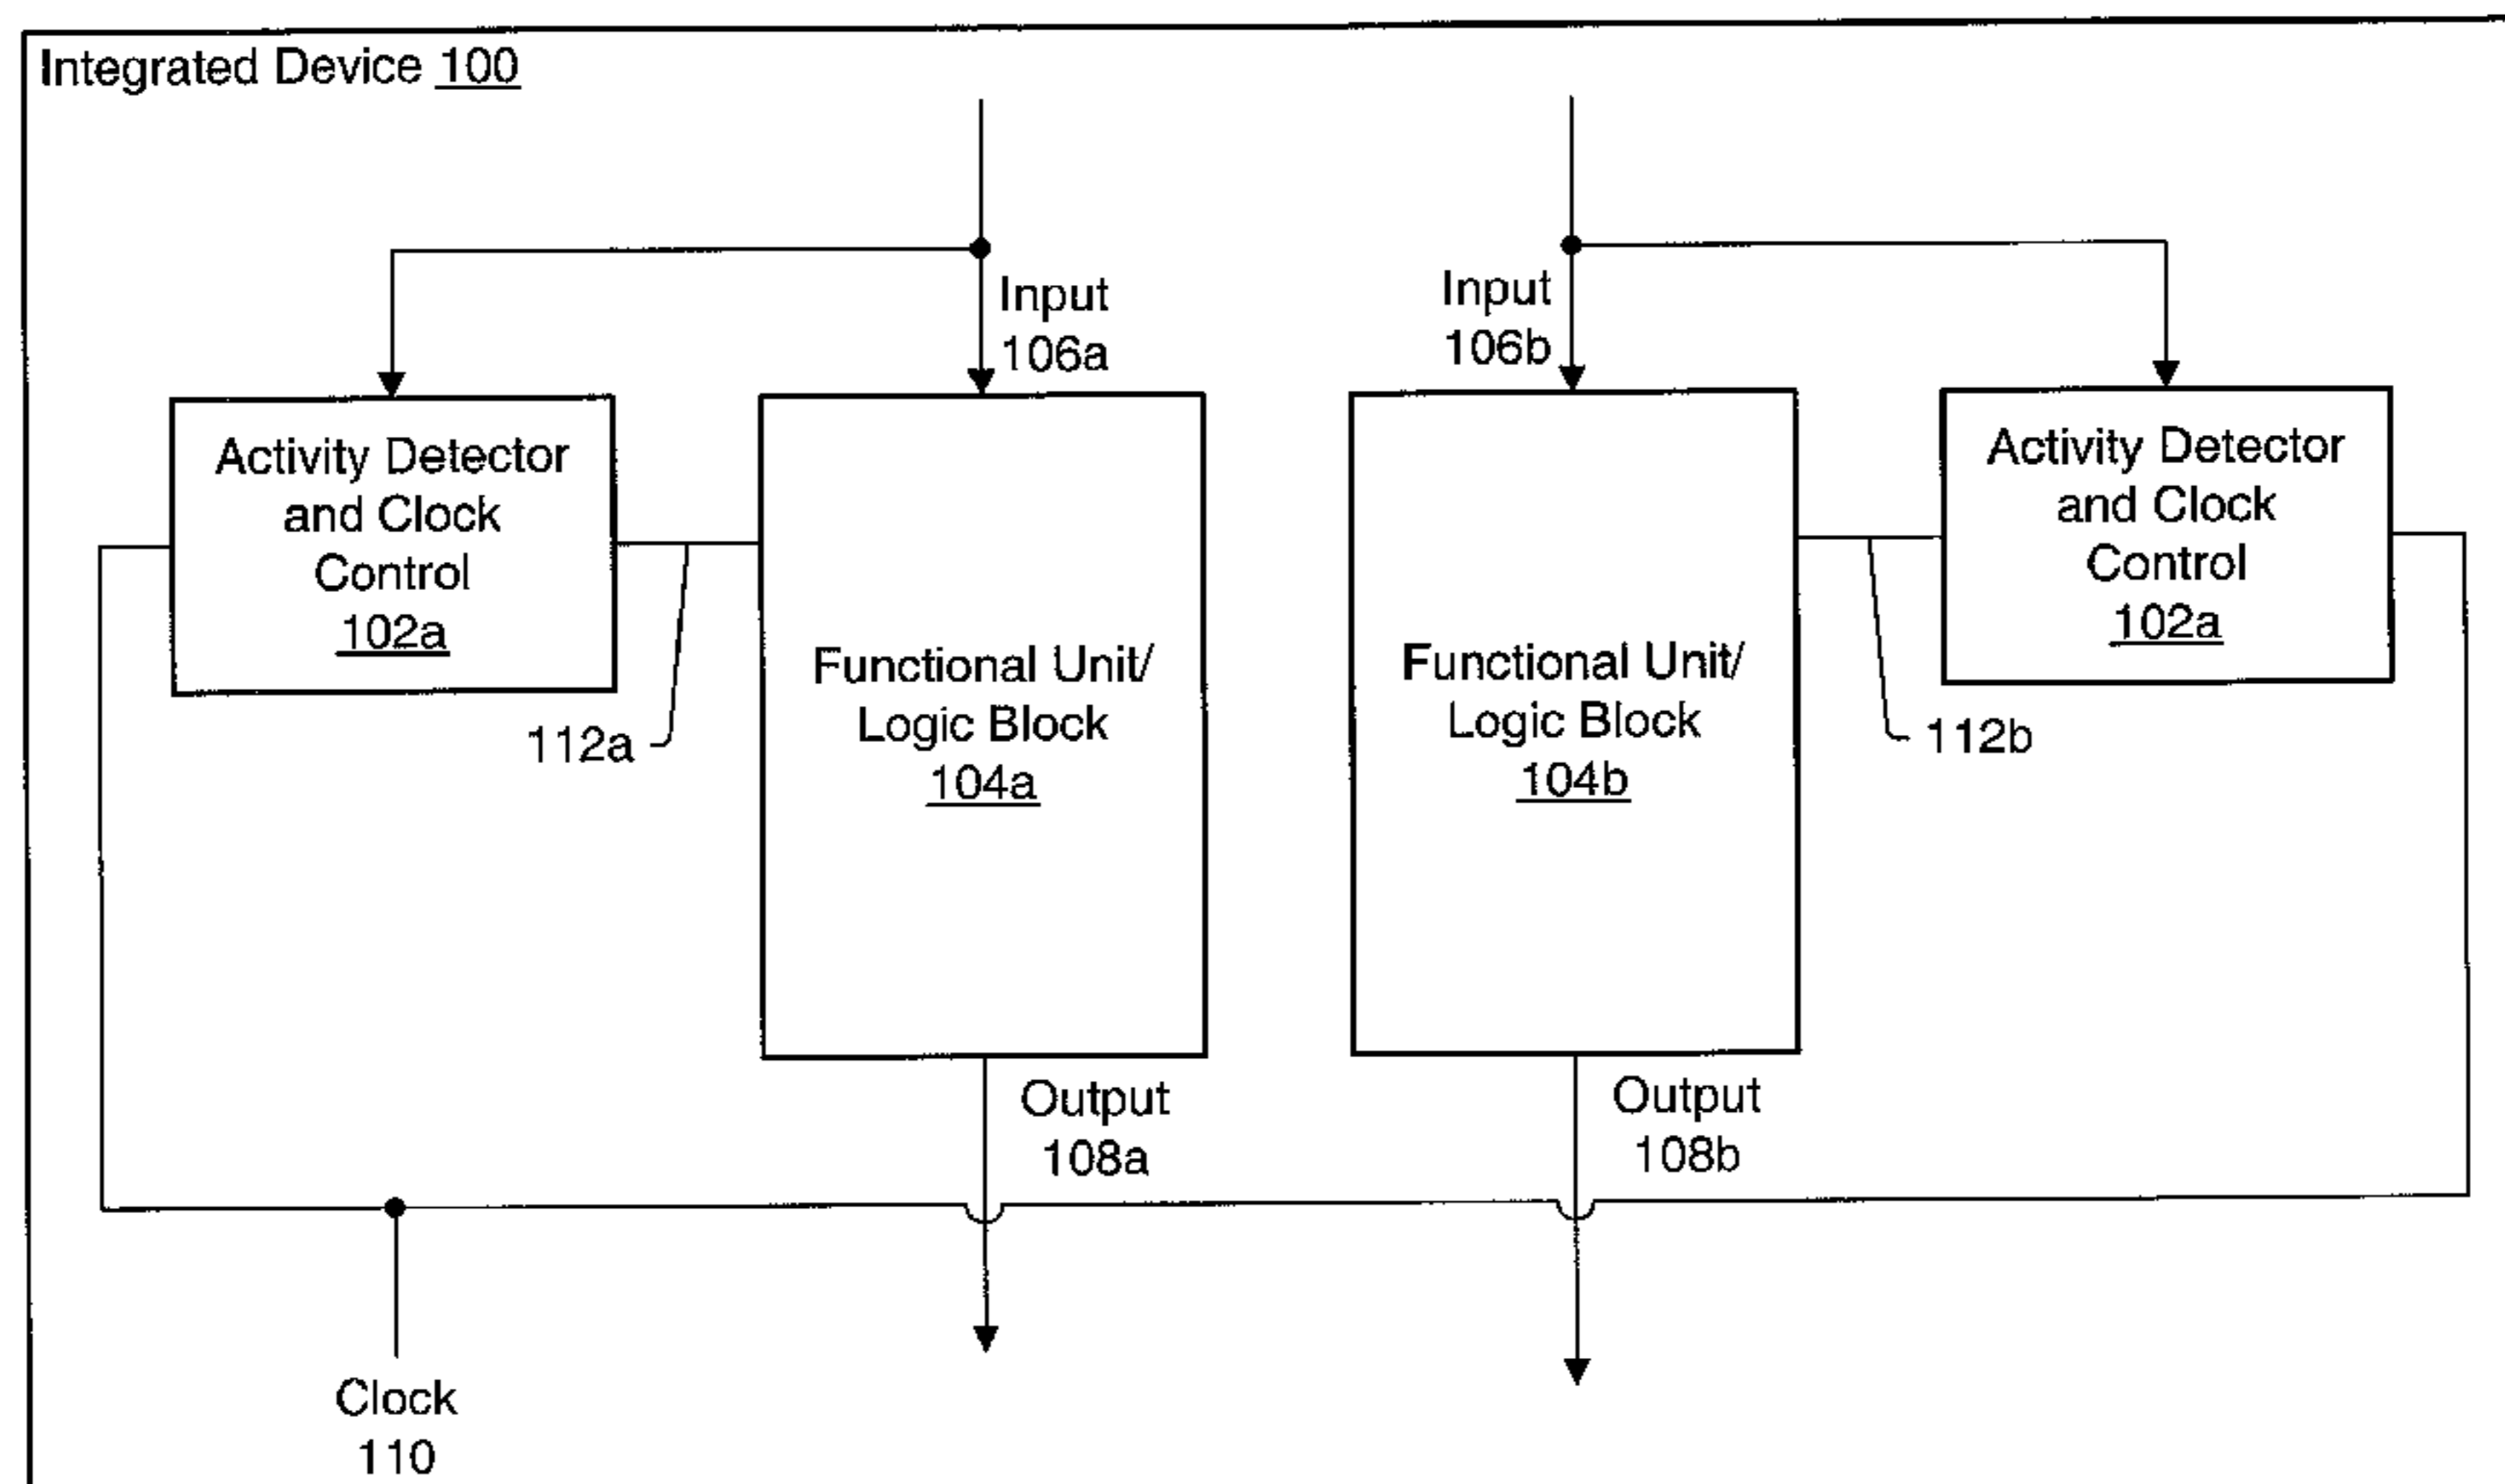 Integrated Device 100
Input
106a
Input
106b
Activity Detector
and Clock
Control
102a
Functional Unit/
Logic Block
104a
Functional Unit/
Logic Block
104b
Activity Detector
and Clock
Control
102a
112a
112b
Output
108a
Output
108b
Clock
110